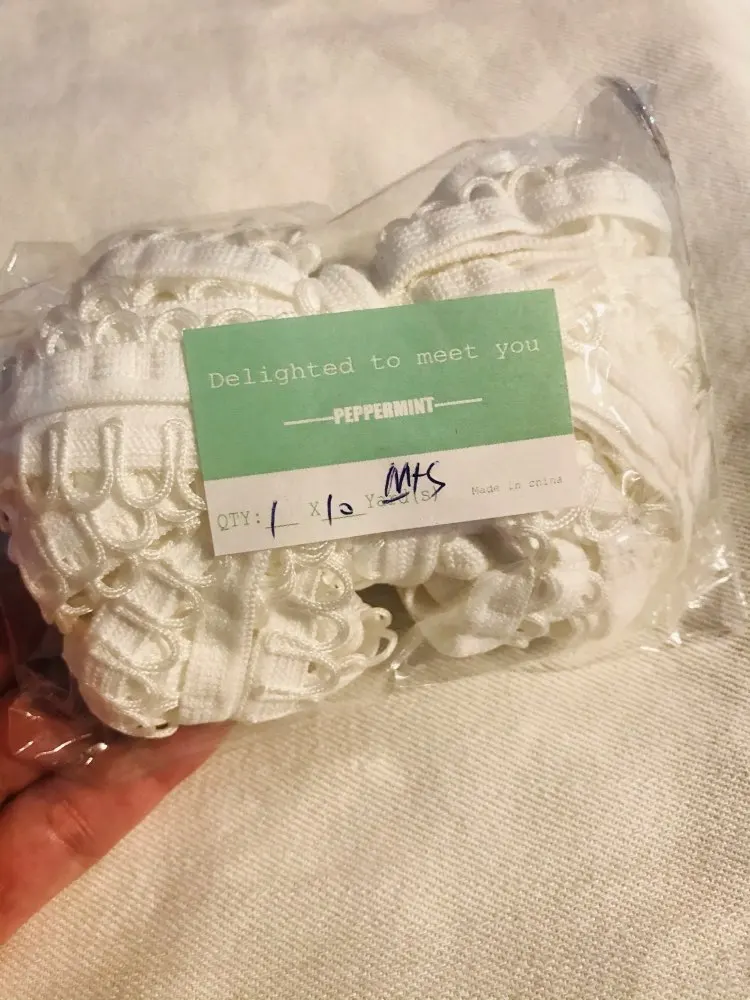 Delighted to meet you
PEPPERMINT
QTY: 1 X 10 Yard(s) MtS Made in china